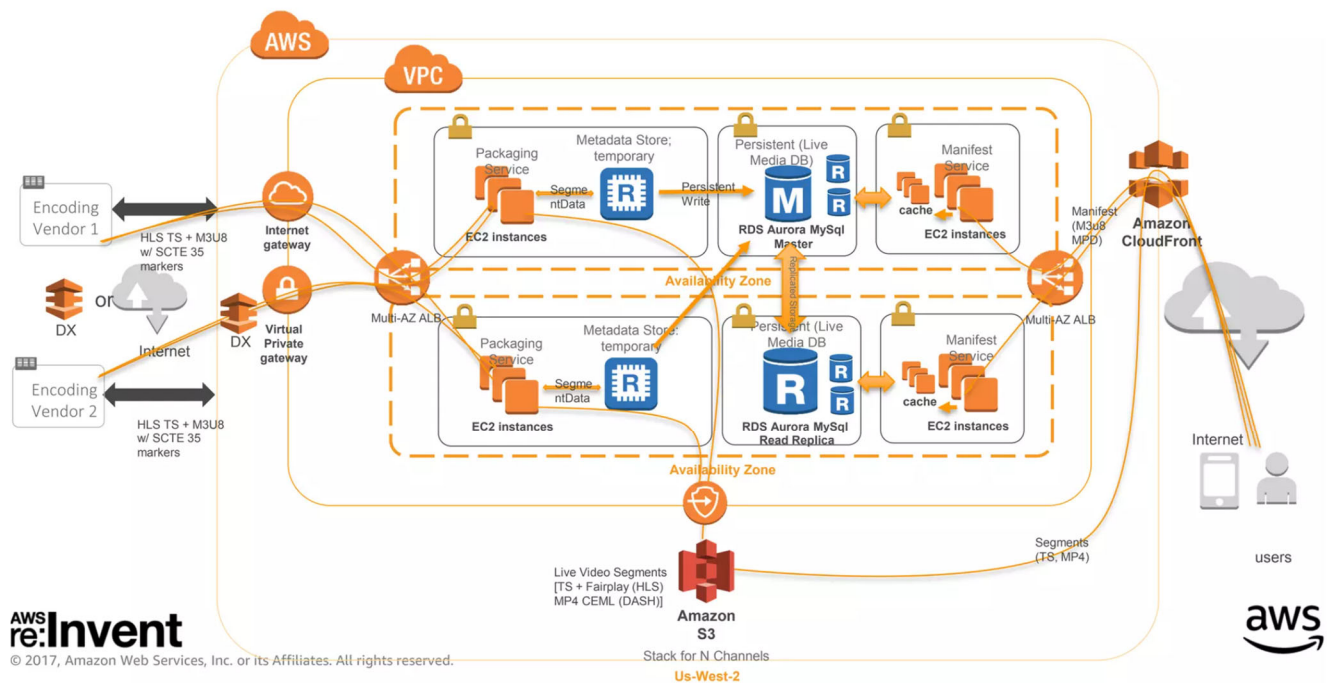 AWS
VPC
Packaging
Service
Metadata Store;
temporary
Segme
ntData
EC2 instances
R
Persistent
Write
Persistent (Live
Media DB)
M
R
R
RDS Aurora MySql
Master
Manifest
Service
cache
EC2 instances
Encoding
Vendor 1
HLS TS + M3U8
w/ SCTE 35
markers
Internet
gateway
DX
or
Internet
DX
Virtual
Private
gateway
Multi-AZ ALB
Availability Zone
Replicated Storage
Multi-AZ ALB
Manifest
(M3u8
MPD)
Amazon
CloudFront
Encoding
Vendor 2
HLS TS + M3U8
w/ SCTE 35
markers
Packaging
Service
Metadata Store:
temporary
Segme
ntData
EC2 instances
R
Persistent (Live
Media DB
R
R
R
RDS Aurora MySql
Read Replica
Manifest
Service
cache
EC2 instances
Availability Zone
Internet
users
Segments
(TS, MP4)
Live Video Segments
[TS + Fairplay (HLS)
MP4 CEML (DASH)]
Amazon
S3
Stack for N Channels
Us-West-2
AWS
re:Invent
© 2017, Amazon Web Services, Inc. or its Affiliates. All rights reserved.
aws